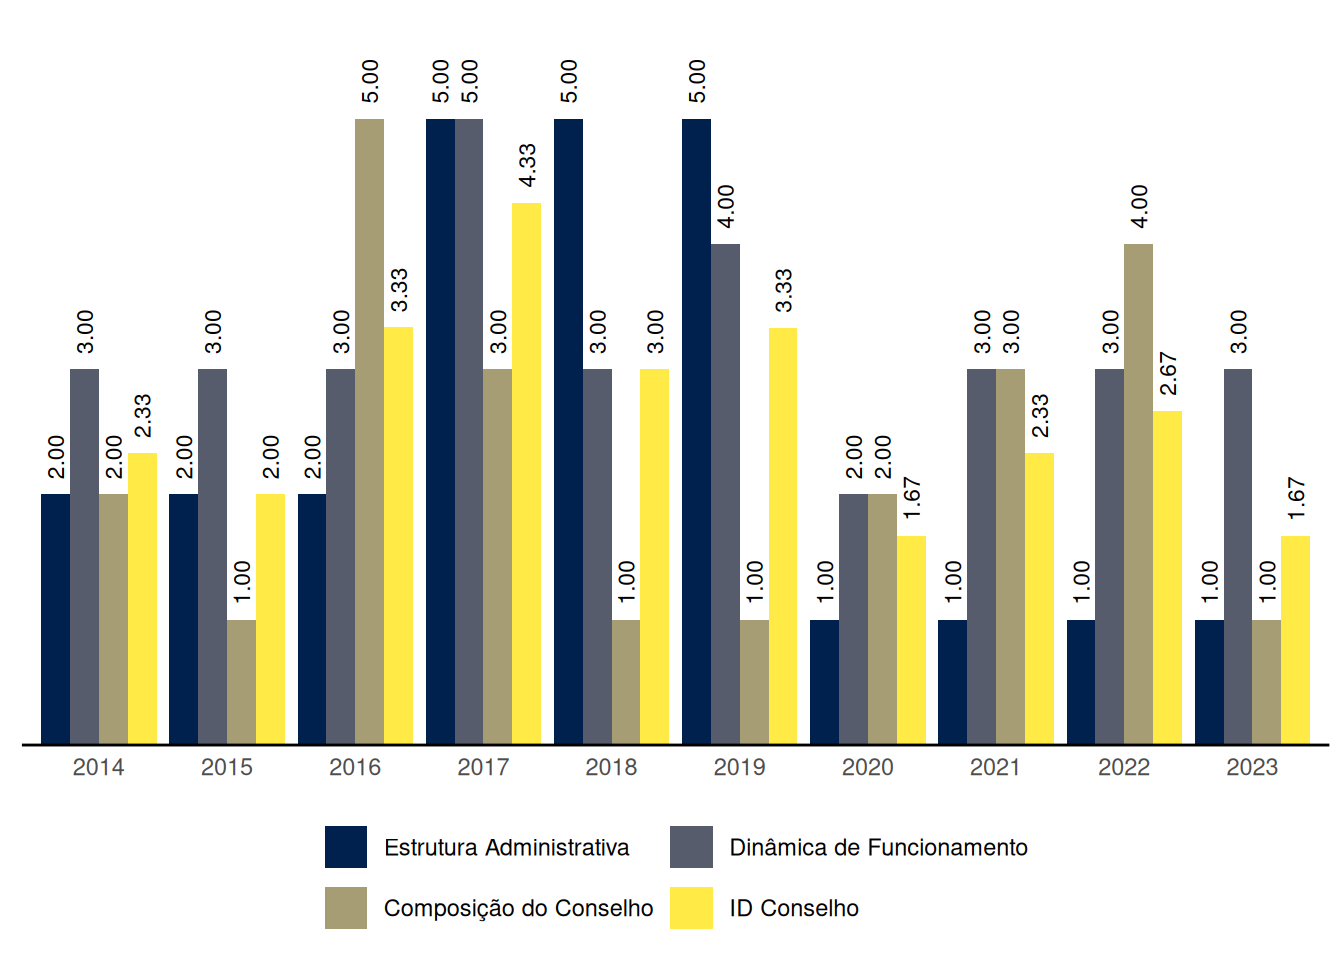 2.00 3.00 2.00 2.33 2.00 3.00 1.00 2.00 2.00 3.00 5.00 3.33 5.00 5.00 3.00 4.33 5.00 3.00 1.00 3.00 5.00 4.00 1.00 3.33 1.00 2.00 2.00 1.67 1.00 3.00 3.00 2.33 1.00 3.00 4.00 2.67 1.00 3.00 1.00 1.67
2014 2015 2016 2017 2018 2019 2020 2021 2022 2023
Estrutura Administrativa Dinâmica de Funcionamento
Composição do Conselho ID Conselho